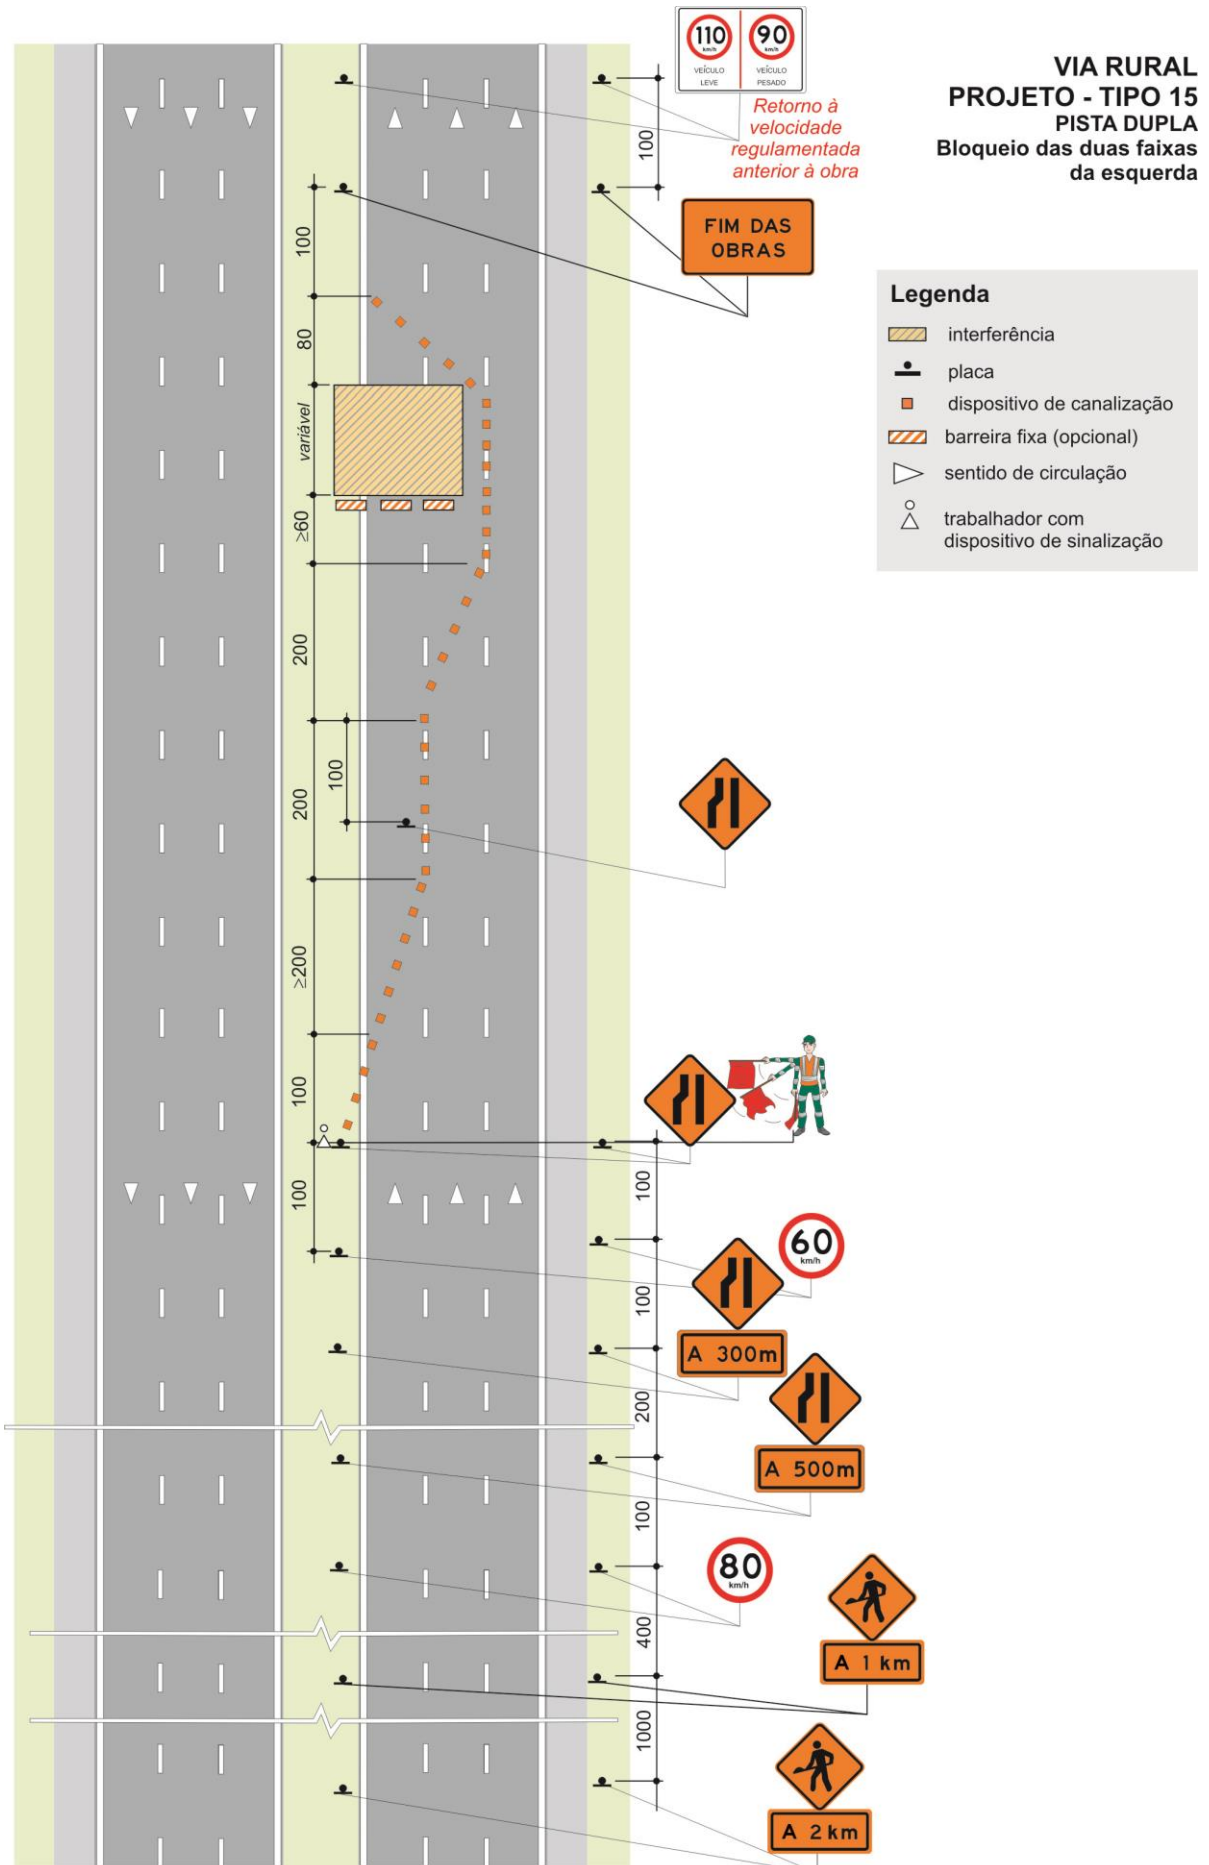 VIA RURAL
PROJETO - TIPO 15
PISTA DUPLA
Bloqueio das duas faixas
da esquerda
110
km/h
VEÍCULO
LEVE
90
km/h
VEÍCULO
PESADO
Retorno à
velocidade
regulamentada
anterior à obra
100
FIM DAS
OBRAS
Legenda
interferência
placa
dispositivo de canalização
barreira fixa (opcional)
sentido de circulação
trabalhador com
dispositivo de sinalização
100
80
variável
≥60
200
100
200
≥200
100
100
100
60
km/h
100
A 300m
200
A 500m
100
80
km/h
400
A 1 km
1000
A 2 km